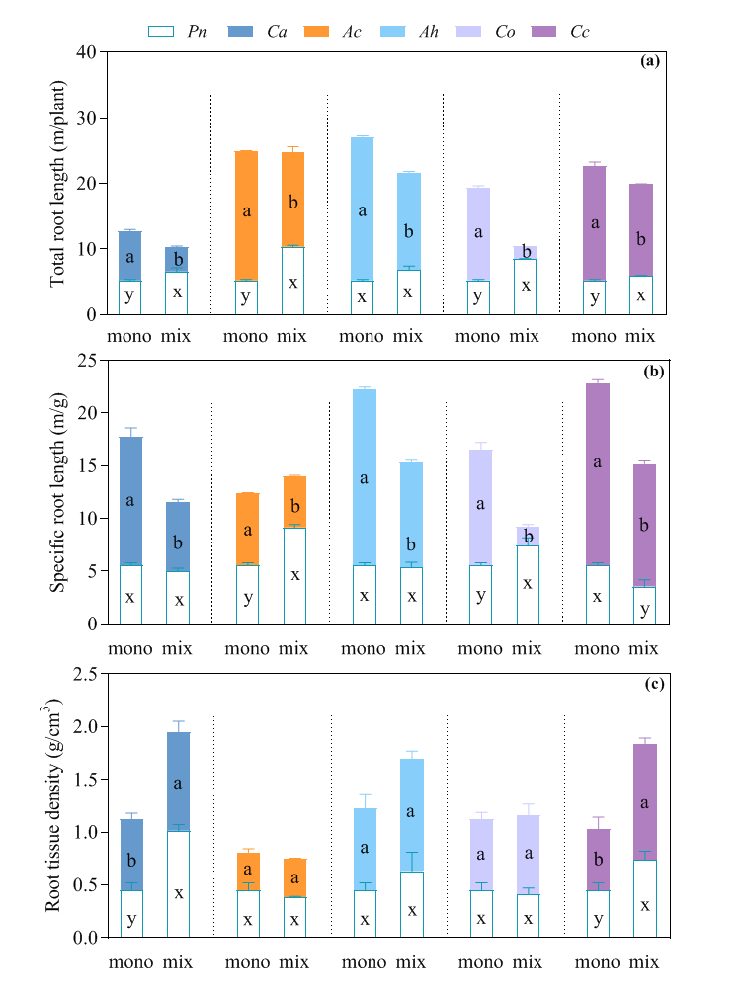 Pn Ca Ac Ah Co Cc
(a)
Total root length (m/plant)
40
30
20
10
0
a b a b a b a b a b
y x y x x x y x y x
mono mix mono mix mono mix mono mix mono mix
(b)
Specific root length (m/g)
25
20
15
10
5
0
a b a b a b a b a b
x x y x x x y x x y
mono mix mono mix mono mix mono mix mono mix
(c)
Root tissue density (g/cm³)
2.5
2.0
1.5
1.0
0.5
0.0
b a a a a a a a b a
y x x x x x x x y x
mono mix mono mix mono mix mono mix mono mix